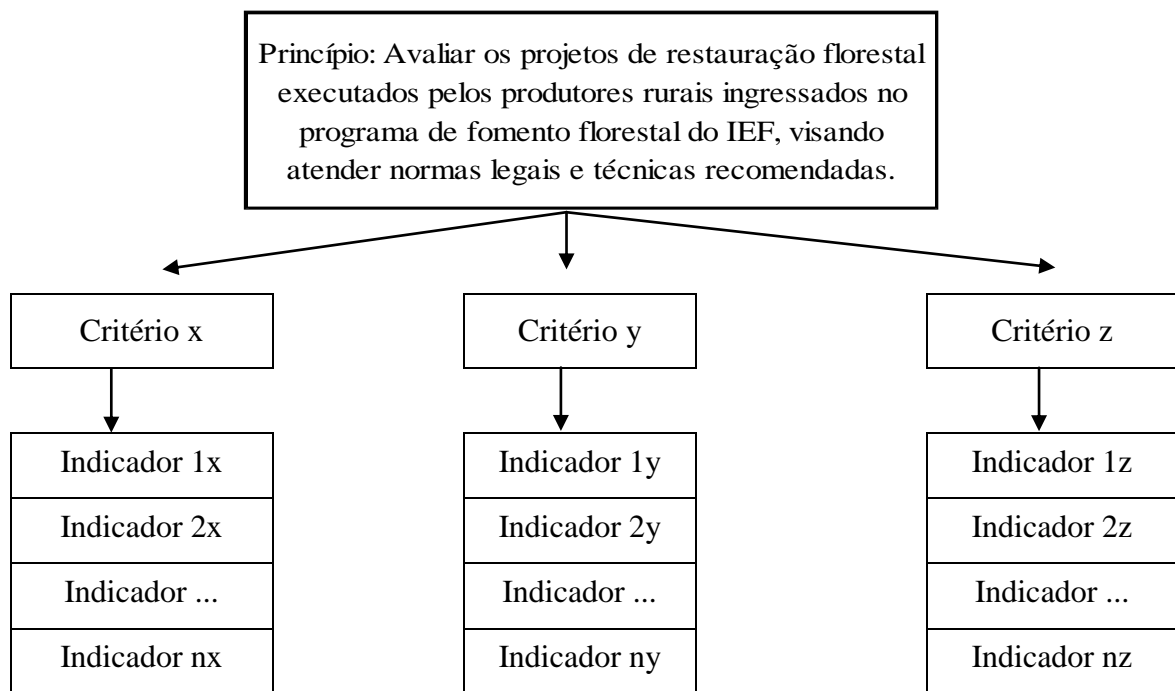 Princípio: Avaliar os projetos de restauração florestal
executados pelos produtores rurais ingressados no
programa de fomento florestal do IEF, visando
atender normas legais e técnicas recomendadas.
Critério x
Critério y
Critério z
Indicador 1x
Indicador 1y
Indicador 1z
Indicador 2x
Indicador 2y
Indicador 2z
Indicador ...
Indicador ...
Indicador ...
Indicador nx
Indicador ny
Indicador nz